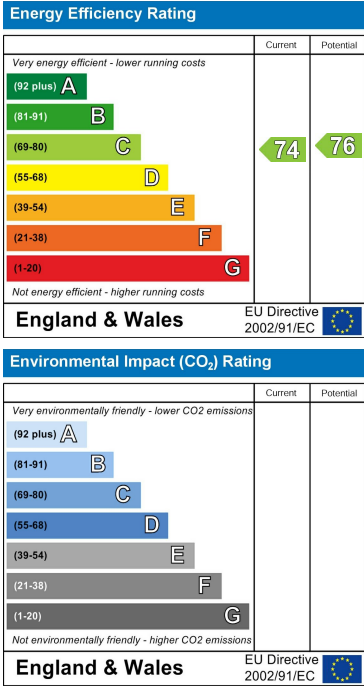 Energy Efficiency Rating
Current Potential
Very energy efficient - lower running costs
(92 plus) A
(81-91) B
(69-80) C 74 76
(55-68) D
(39-54) E
(21-38) F
(1-20) G
Not energy efficient - higher running costs
England & Wales EU Directive
2002/91/EC
Environmental Impact (CO₂) Rating
Current Potential
Very environmentally friendly - lower CO2 emissions
(92 plus) A
(81-91) B
(69-80) C
(55-68) D
(39-54) E
(21-38) F
(1-20) G
Not environmentally friendly - higher CO2 emissions
England & Wales EU Directive
2002/91/EC